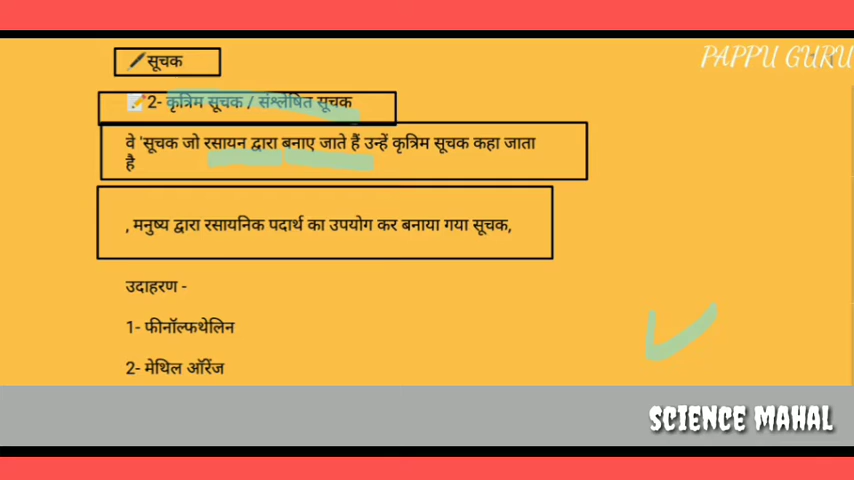 सूचक
PAPPU GURU
2- कृत्रिम सूचक / संश्लेषित सूचक
वे 'सूचक जो रसायन द्वारा बनाए जाते हैं उन्हें कृत्रिम सूचक कहा जाता
है
, मनुष्य द्वारा रसायनिक पदार्थ का उपयोग कर बनाया गया सूचक,
उदाहरण -
1- फीनॉल्फथेलिन
2- मेथिल ऑरेंज
SCIENCE MAHAL